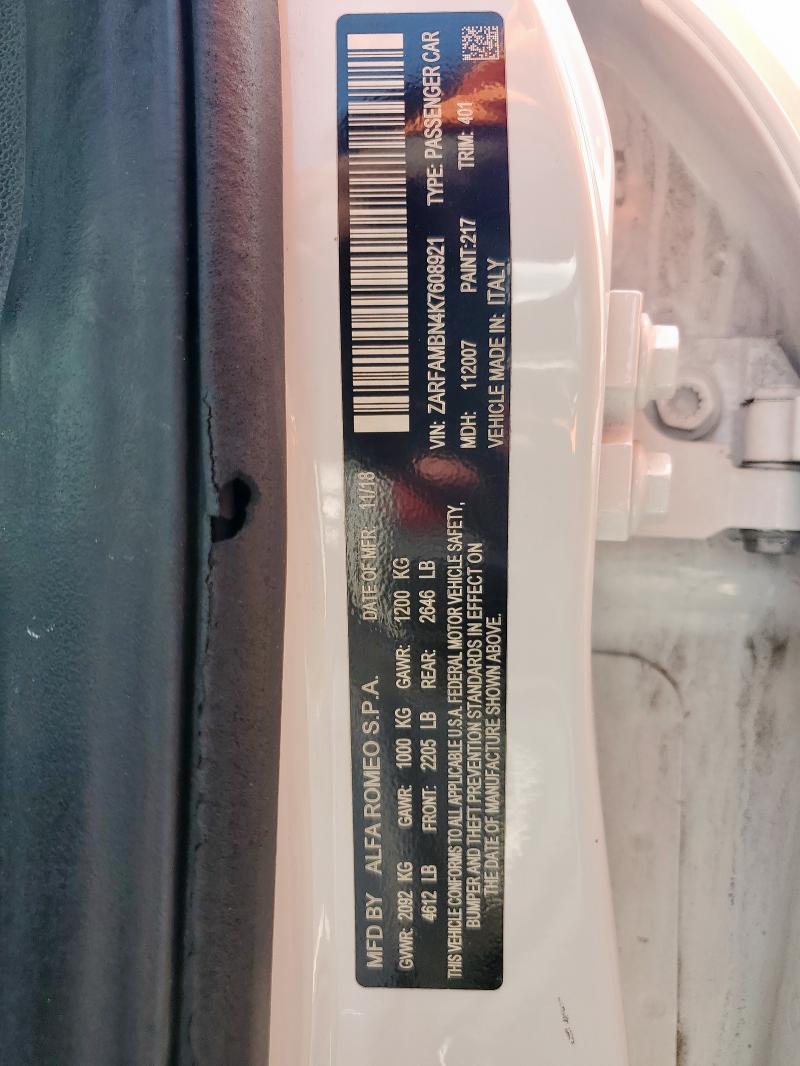 MFD BY ALFA ROMEO S.P.A. DATE OF MFR: 11/18
GVWR: 2092 KG GAWR: 1000 KG GAWR: 1200 KG
4612 LB FRONT: 2205 LB REAR: 2646 LB
THIS VEHICLE CONFORMS TO ALL APPLICABLE U.S.A. FEDERAL MOTOR VEHICLE SAFETY,
BUMPER AND THEFT PREVENTION STANDARDS IN EFFECT ON
THE DATE OF MANUFACTURE SHOWN ABOVE.
VIN: ZARFAMBN4K7608921 TYPE: PASSENGER CAR
MDH: 112007 PAINT:217 TRIM: 401
VEHICLE MADE IN: ITALY